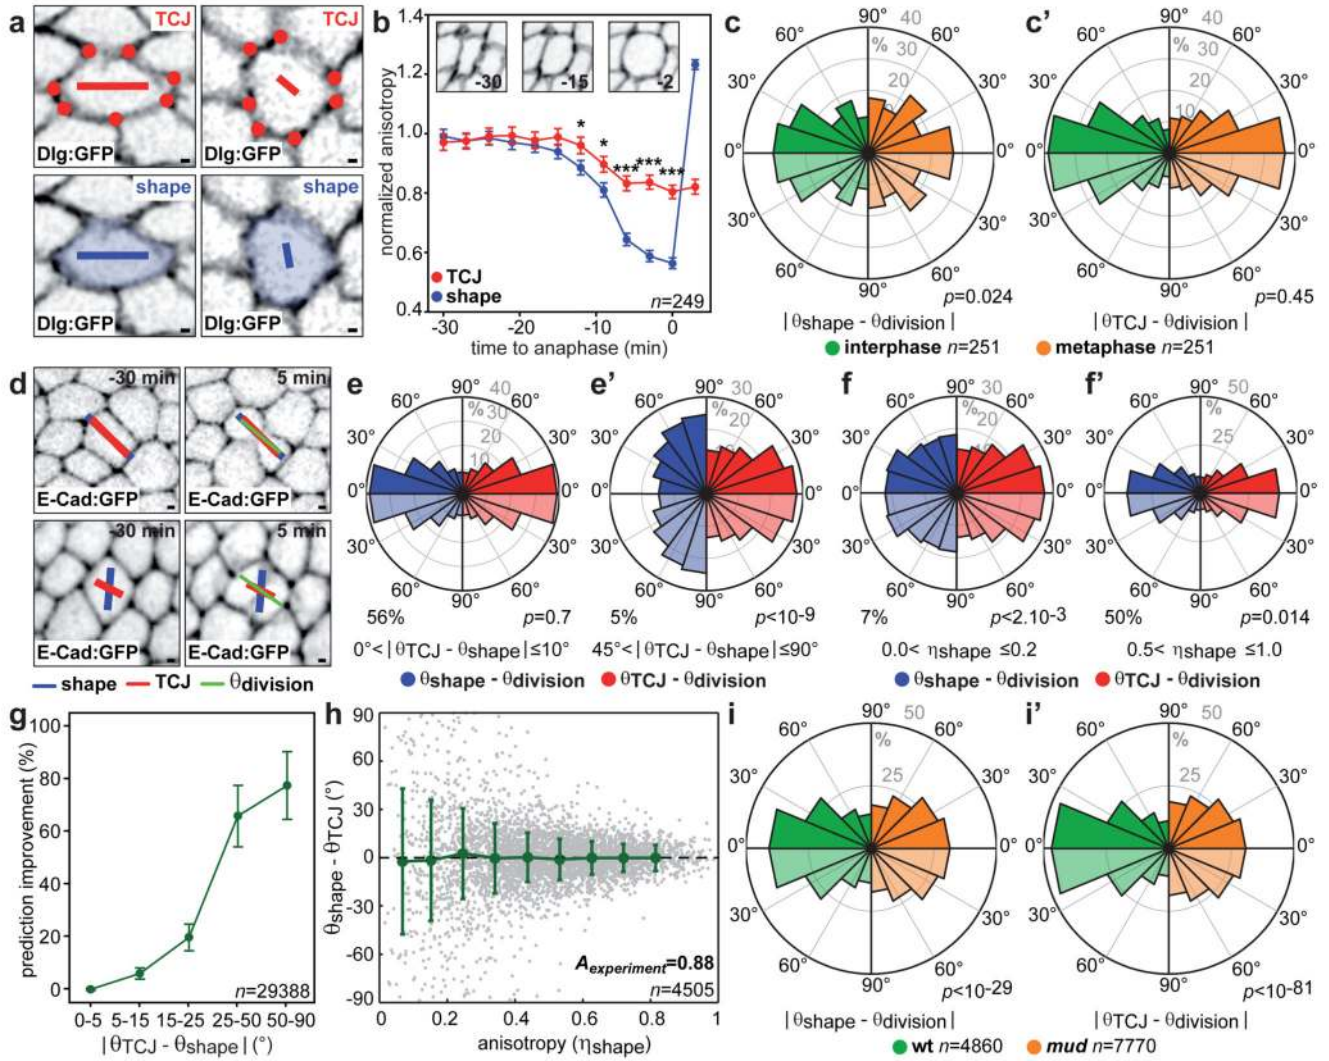 a
TCJ
TCJ
Dlg:GFP
Dlg:GFP
shape
shape
Dlg:GFP
Dlg:GFP
b
normalized anisotropy
1.4
1.2
1.0
0.8
0.6
0.4
-30
-15
-2
*
*
***
***
***
TCJ
shape
n=249
-30
-20
-10
0
time to anaphase (min)
c
90°
40
%
30
20
10
60°
60°
30°
30°
0°
0°
30°
30°
60°
60°
90°
p=0.024
|θshape - θdivision|
c'
90°
40
%
30
20
10
60°
60°
30°
30°
0°
0°
30°
30°
60°
60°
90°
p=0.45
|θTCJ - θdivision|
interphase n=251
metaphase n=251
d
-30 min
5 min
E-Cad:GFP
E-Cad:GFP
-30 min
5 min
E-Cad:GFP
E-Cad:GFP
shape
TCJ
θdivision
e
90°
40
%
30
20
10
60°
60°
30°
30°
0°
0°
30°
30°
60°
60°
90°
56%
p=0.7
0°<|θTCJ - θshape|≤10°
e'
90°
30
%
20
60°
60°
30°
30°
0°
0°
30°
30°
60°
60°
90°
5%
p<10-9
45°<|θTCJ - θshape|≤90°
θshape - θdivision
θTCJ - θdivision
f
90°
30
%
20
60°
60°
30°
30°
0°
0°
30°
30°
60°
60°
90°
7%
p<2.10-3
0.0< ηshape ≤0.2
f'
90°
50
%
25
60°
60°
30°
30°
0°
0°
30°
30°
60°
60°
90°
50%
p=0.014
0.5< ηshape ≤1.0
θshape - θdivision
θTCJ - θdivision
g
prediction improvement (%)
100
80
60
40
20
0
n=29388
0-5
5-15
15-25
25-50
50-90
|θTCJ - θshape| (°)
h
θshape - θTCJ (°)
90
60
30
0
-30
-60
-90
Aexperiment=0.88
n=4505
0
0.2
0.4
0.6
0.8
1
anisotropy (ηshape)
i
90°
50
%
25
60°
60°
30°
30°
0°
0°
30°
30°
60°
60°
90°
p<10-29
|θshape - θdivision|
i'
90°
50
%
25
60°
60°
30°
30°
0°
0°
30°
30°
60°
60°
90°
p<10-81
|θTCJ - θdivision|
wt n=4860
mud n=7770